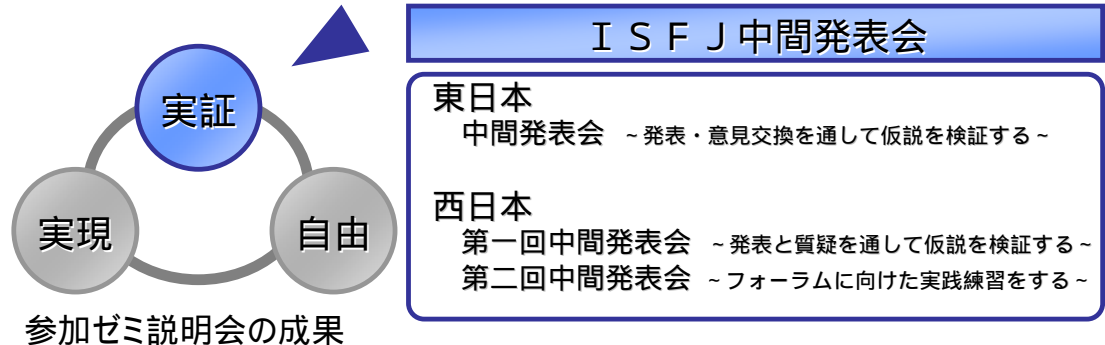 ＩＳＦＪ中間発表会
実証
実現
自由
参加ゼミ説明会の成果
東日本
中間発表会 ~発表・意見交換を通して仮説を検証する~
西日本
第一回中間発表会 ~発表と質疑を通して仮説を検証する~
第二回中間発表会 ~フォーラムに向けた実践練習をする~